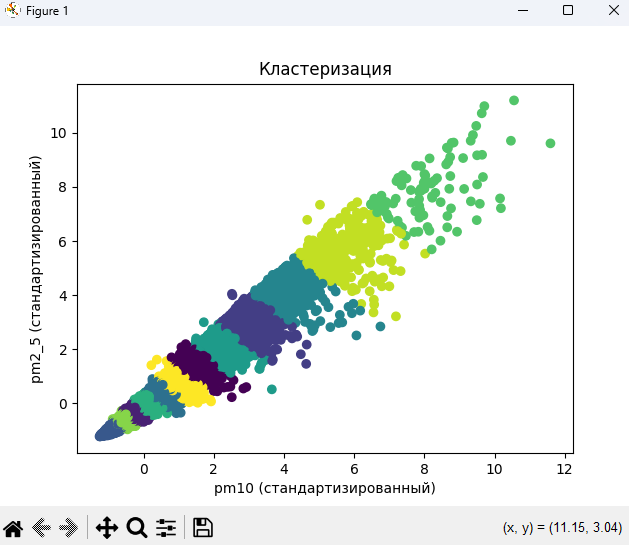 Figure 1
Кластеризация
pm2_5 (стандартизированный)
10
8
6
4
2
0
0 2 4 6 8 10 12
pm10 (стандартизированный)
(x, y) = (11.15, 3.04)